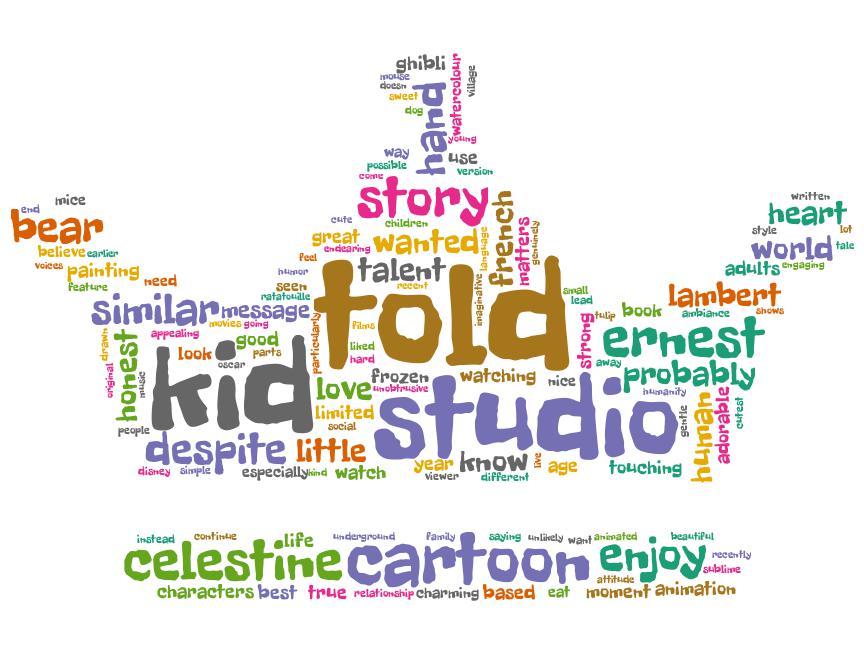 ghibli
mouse
doesn
sweet
dog
hand
watercolour
village
young
way
possible
use
version
come
story
cute
children
great
endearing
wanted
language
french
matters
genuinely
feel
talent
recent
humor
seen
ratatouille
told
imaginative
small
lead
end
mice
bear
believe
earlier
voices
painting
feature
need
written
heart
style
lot
world
tale
adults
engaging
lambert
ambiance
shows
similar
message
movies
going
appealing
particularly
films
liked
hard
good
parts
look
oscar
original
drawn
honest
music
people
kid
love
frozen
unobtrusive
limited
social
watching
nice
strong
tulip
book
ernest
away
probably
humanity
studio
gentle
human
adorable
cutest
despite
little
disney
simple
especially
kind
watch
year
viewer
know
different
live
age
touching
instead
continue
life
underground
family
saying
unlikely
want
animated
beautiful
celestine
cartoon
enjoy
recently
sublime
attitude
characters
best
true
relationship
charming
based
eat
moment
animation